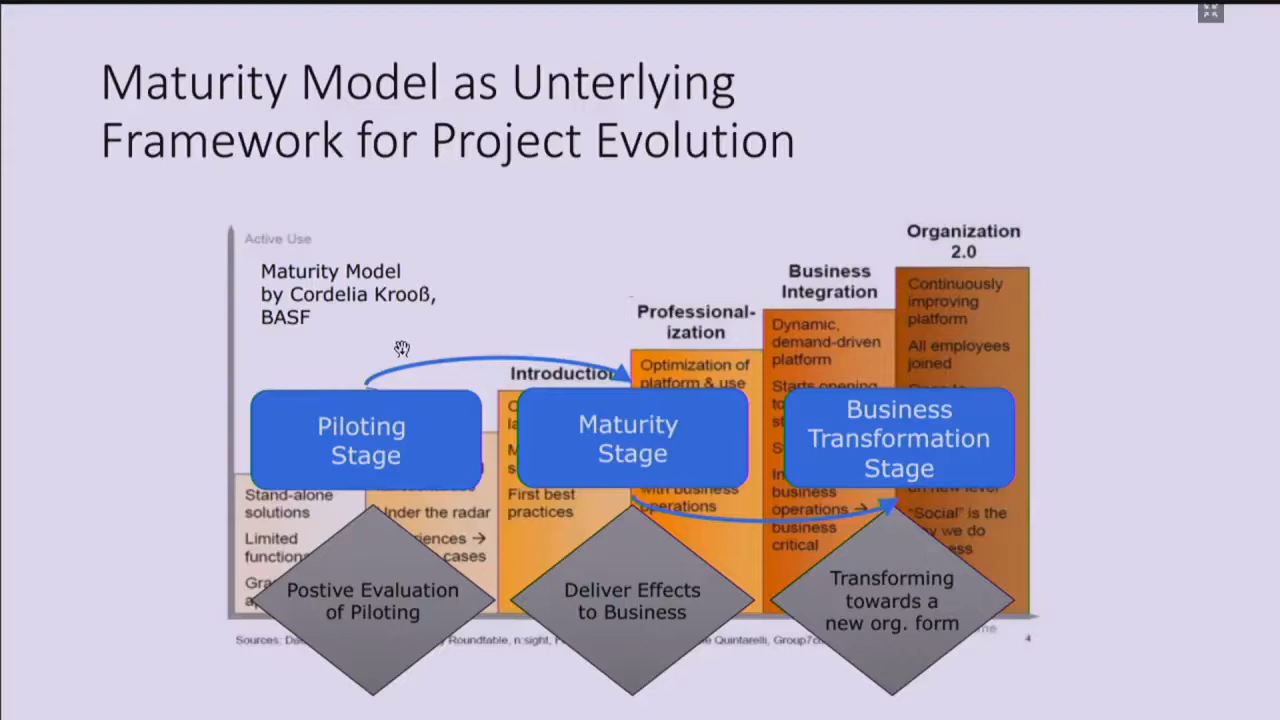 Maturity Model as Unterlying
Framework for Project Evolution
Active Use
Maturity Model
by Cordelia Krooß,
BASF
Organization
2.0
Business
Integration
Professional-
ization
Introduction
Continuously
improving
platform
All employees
joined
Dynamic,
demand-driven
platform
Starts opening
Optimization of
platform & use
Piloting
Stage
Maturity
Stage
Business
Transformation
Stage
Stand-alone
solutions
Limited
Under the radar
cases
First best
practices
with business
operations
business
operations →
business
critical
on new level
"Social" is the
we do
Postive Evaluation
of Piloting
Deliver Effects
to Business
Transforming
towards a
new org. form
Sources:
Roundtable, n:sight,
Quintarelli,
4